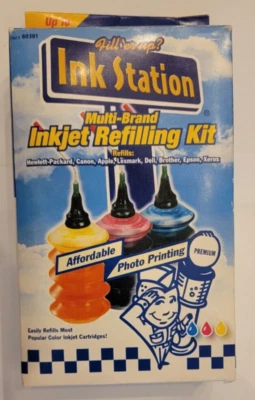 Up to
60361
Fill 'er up?
Ink Station
Multi-Brand
Inkjet Refilling Kit
Refills:
Hewlett-Packard, Canon, Apple, Lexmark, Dell, Brother, Epson, Xerox
Affordable
Photo Printing
PREMIUM
Easily Refills Most
Popular Color Inkjet Cartridges!